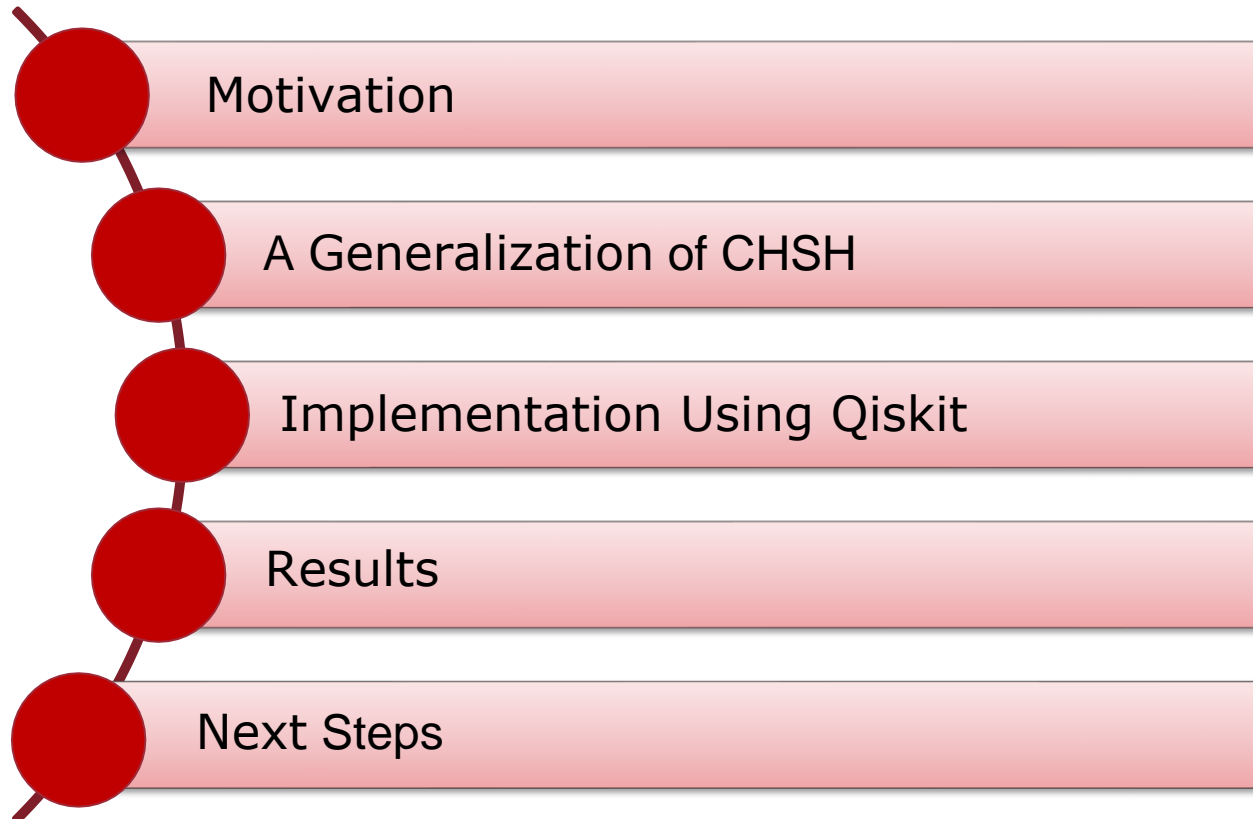 Motivation
A Generalization of CHSH
Implementation Using Qiskit
Results
Next Steps